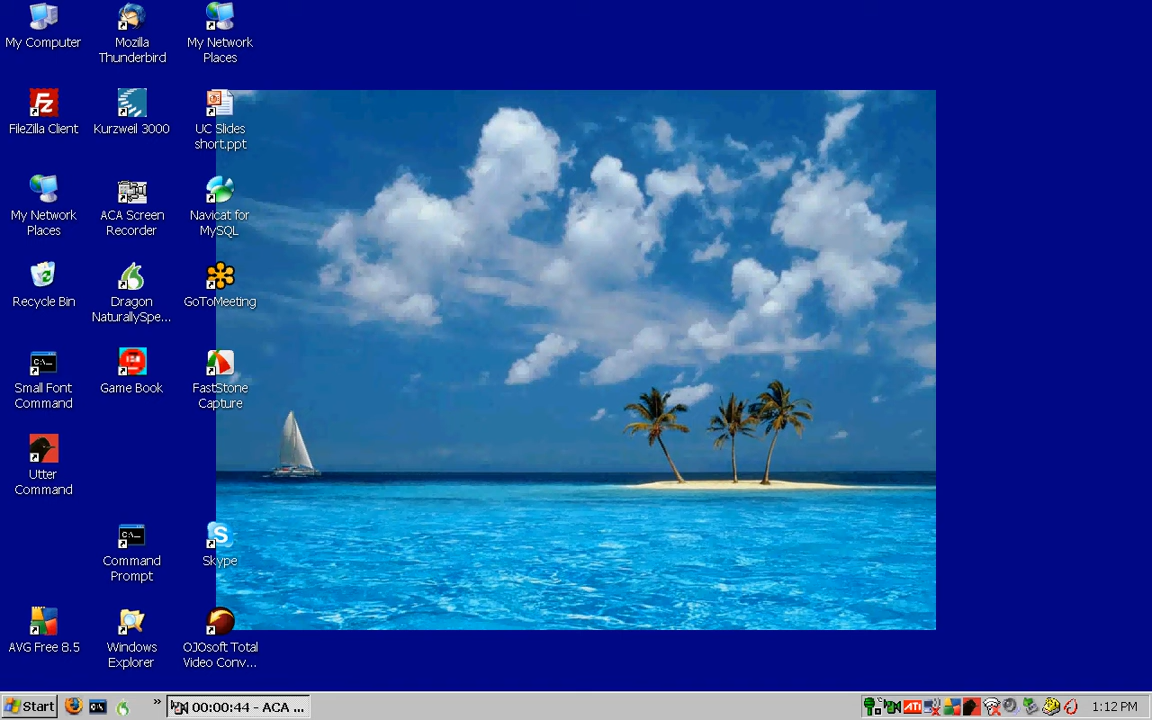 My Computer
Mozilla
Thunderbird
My Network
Places
FileZilla Client
Kurzweil 3000
UC Slides
short.ppt
My Network
Places
ACA Screen
Recorder
Navicat for
MySQL
Recycle Bin
Dragon
NaturallySpe...
GoToMeeting
Small Font
Command
Game Book
FastStone
Capture
Utter
Command
Command
Prompt
Skype
AVG Free 8.5
Windows
Explorer
OJOsoft Total
Video Conv...
Start
00:00:44 - ACA ...
ATI
1:12 PM